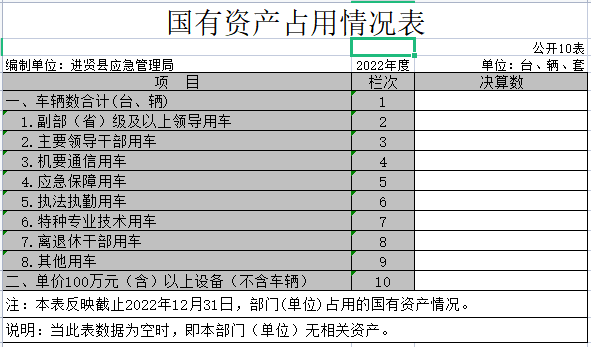 国有资产占用情况表
公开10表
编制单位：进贤县应急管理局 2022年度 单位：台、辆、套
项 目 栏次 决算数
一、车辆数合计(台、辆) 1
1.副部（省）级及以上领导用车 2
2.主要领导干部用车 3
3.机要通信用车 4
4.应急保障用车 5
5.执法执勤用车 6
6.特种专业技术用车 7
7.离退休干部用车 8
8.其他用车 9
二、单价100万元（含）以上设备（不含车辆） 10
注：本表反映截止2022年12月31日，部门(单位)占用的国有资产情况。
说明：当此表数据为空时，即本部门（单位）无相关资产。